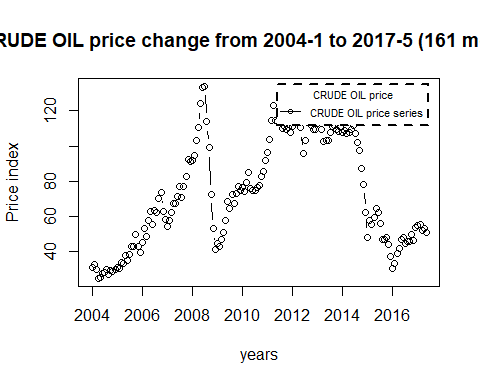 RUDE OIL price change from 2004-1 to 2017-5 (161 m
CRUDE OIL price
CRUDE OIL price series
Price index
120
80
60
40
2004
2006
2008
2010
2012
2014
2016
years